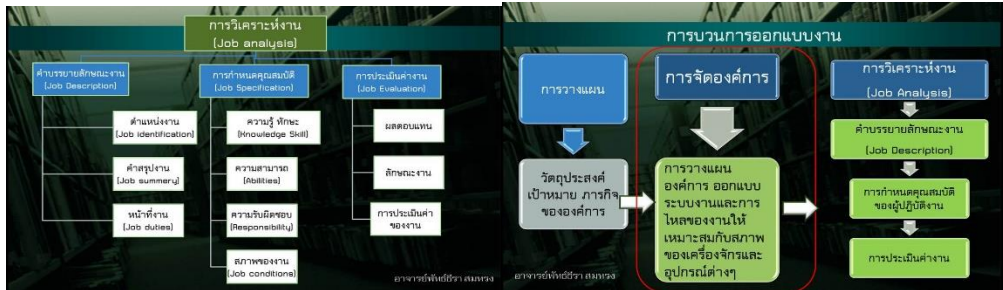 การวิเคราะห์งาน
(Job analysis)
คำบรรยายลักษณะงาน
(Job Description)
ตำแหน่งงาน
(Job identification)
คำสรุปงาน
(Job summery)
หน้าที่งาน
(Job duties)
การกำหนดคุณสมบัติ
(Job Specification)
ความรู้ ทักษะ
(Knowledge Skill)
ความสามารถ
(Abilities)
ความรับผิดชอบ
(Responsibility)
สภาพของงาน
(Job conditions)
การประเมินค่างาน
(Job Evaluation)
ผลตอบแทน
ลักษณะงาน
การประเมินค่า
ของงาน
อาจารย์พันธ์ธีรา สมทรง
การบวนการออกแบบงาน
การวางแผน
วัตถุประสงค์
เป้าหมาย ภารกิจ
ขององค์การ
การจัดองค์การ
การวางแผน
องค์การ ออกแบบ
ระบบงานและการ
ไหลของงานให้
เหมาะสมกับสภาพ
ของเครื่องจักรและ
อุปกรณ์ต่างๆ
การวิเคราะห์งาน
(Job Analysis)
คำบรรยายลักษณะงาน
(Job Description)
การกำหนดคุณสมบัติ
ของผู้ปฏิบัติงาน
การประเมินค่างาน
อาจารย์พันธ์ธีรา สมทรง